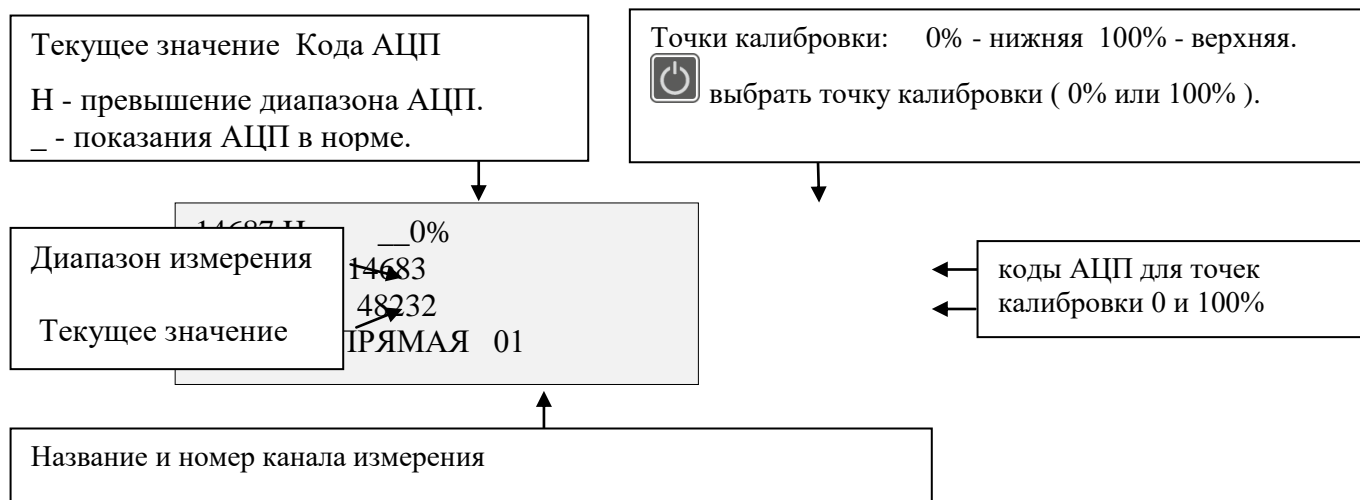 Текущее значение Кода АЦП
Н - превышение диапазона АЦП.
_ - показания АЦП в норме.
Точки калибровки: 0% - нижняя 100% - верхняя.
выбрать точку калибровки ( 0% или 100% ).
14687 Н __0%
14683
48232
ПРЯМАЯ 01
Диапазон измерения
Текущее значение
коды АЦП для точек
калибровки 0 и 100%
Название и номер канала измерения